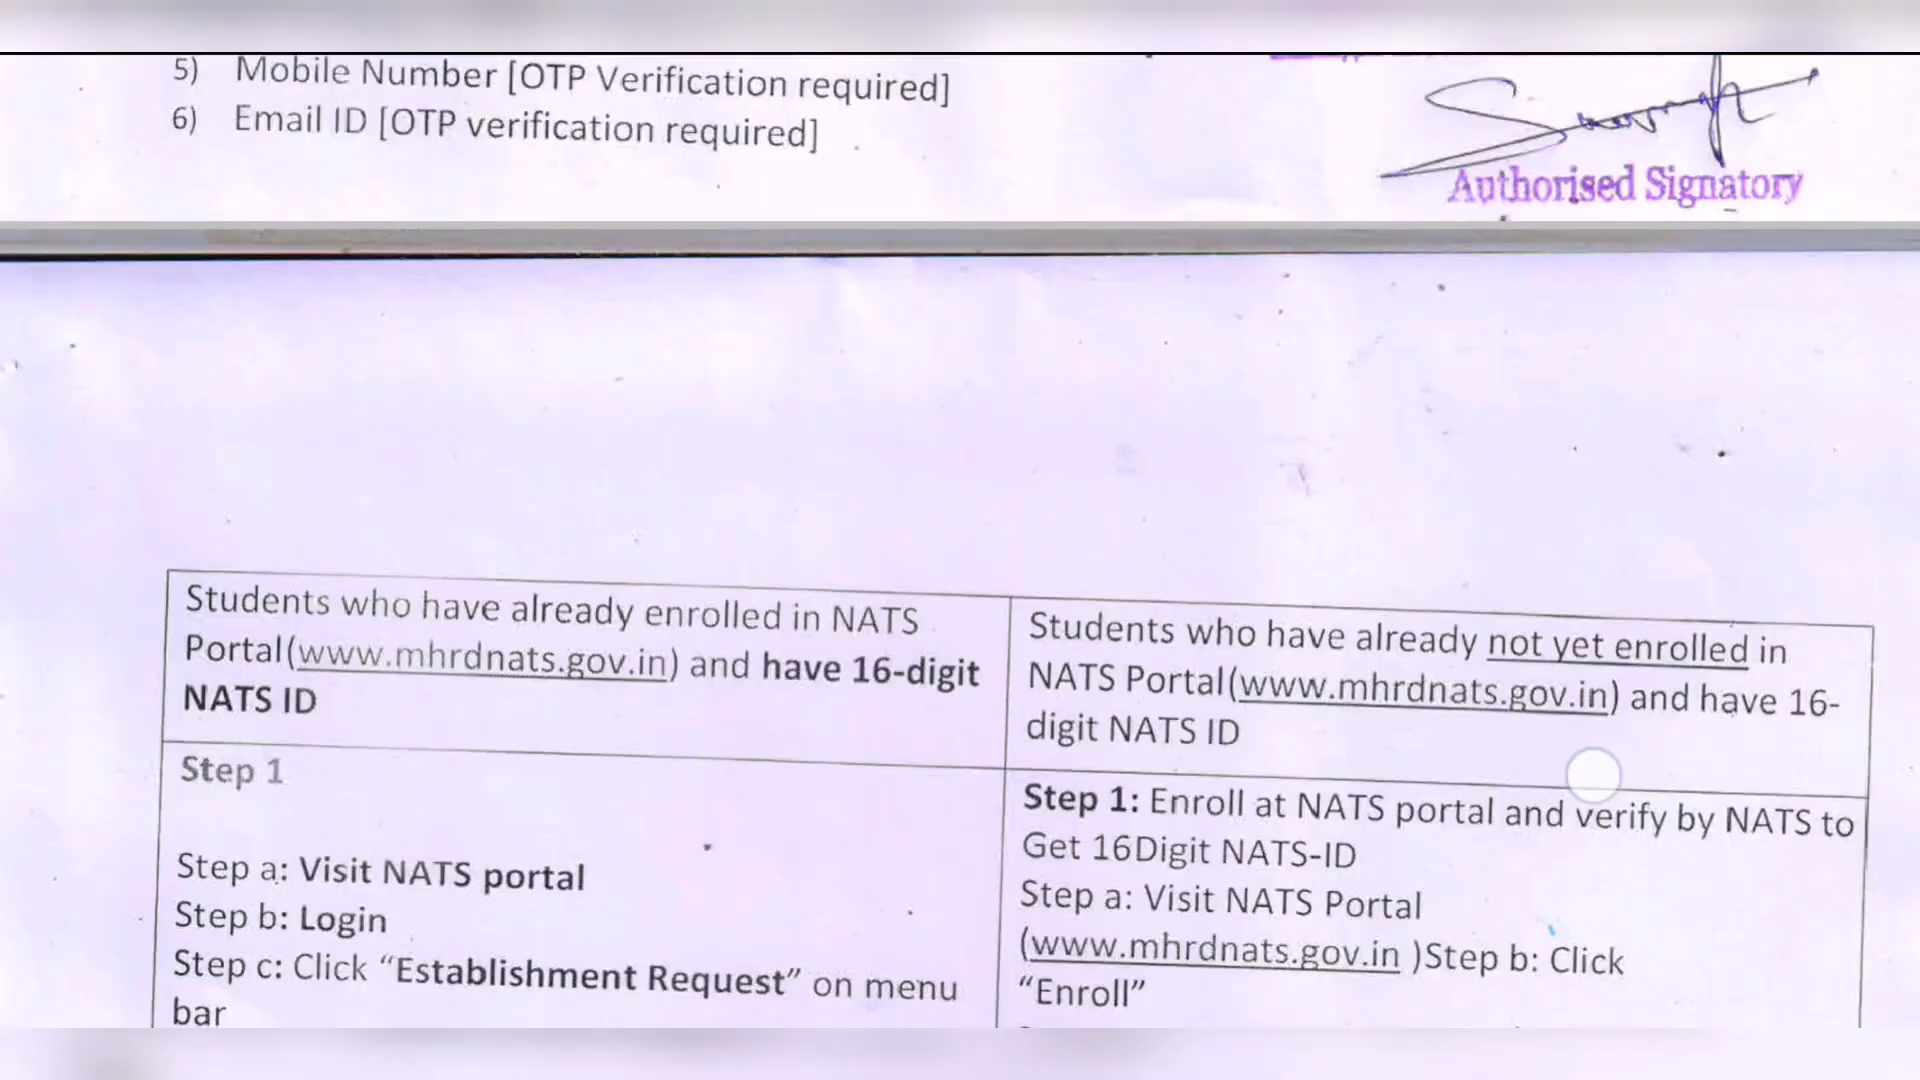 5) Mobile Number [OTP Verification required]
6) Email ID [OTP verification required]
Authorised Signatory
Students who have already enrolled in NATS
Portal(www.mhrdnats.gov.in) and have 16-digit
NATS ID
Students who have already not yet enrolled in
NATS Portal(www.mhrdnats.gov.in) and have 16-
digit NATS ID
Step 1
Step a: Visit NATS portal
Step b: Login
Step c: Click “Establishment Request” on menu
bar
Step 1: Enroll at NATS portal and verify by NATS to
Get 16Digit NATS-ID
Step a: Visit NATS Portal
(www.mhrdnats.gov.in )Step b: Click
“Enroll”